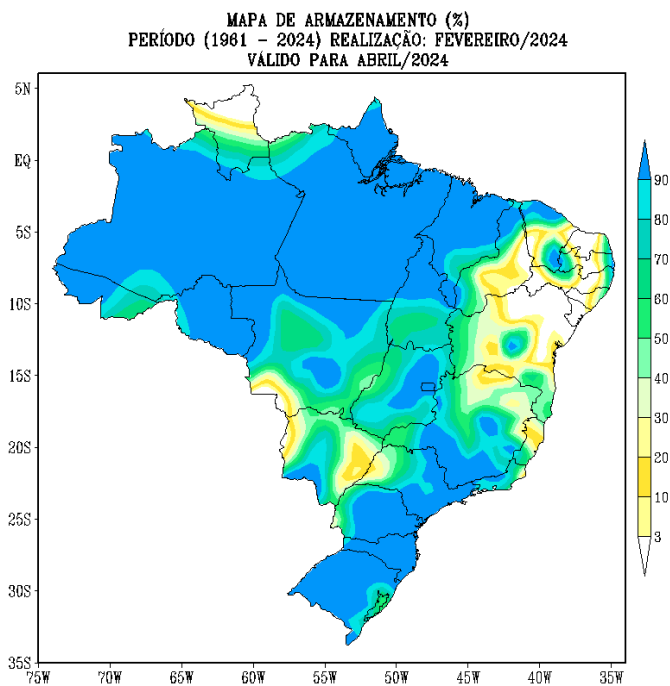 MAPA DE ARMAZENAMENTO (%)
PERÍODO (1961 - 2024) REALIZAÇÃO: FEVEREIRO/2024
VÁLIDO PARA ABRIL/2024
5N
EQ
5S
10S
15S
20S
25S
30S
35S
75W 70W 65W 60W 55W 50W 45W 40W 35W
90
80
70
60
50
40
30
20
10
3